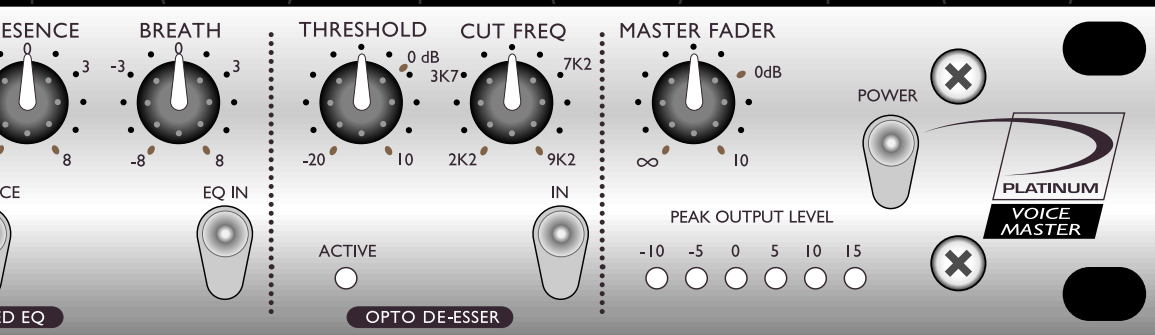 ESENCE
0
3
8
CE
ED EQ
BREATH
0
-3
3
-8
8
EQ IN
THRESHOLD
0 dB
-20
10
ACTIVE
CUT FREQ
3K7
7K2
2K2
9K2
IN
OPTO DE-ESSER
MASTER FADER
0dB
∞
10
PEAK OUTPUT LEVEL
-10 -5 0 5 10 15
POWER
PLATINUM
VOICE
MASTER